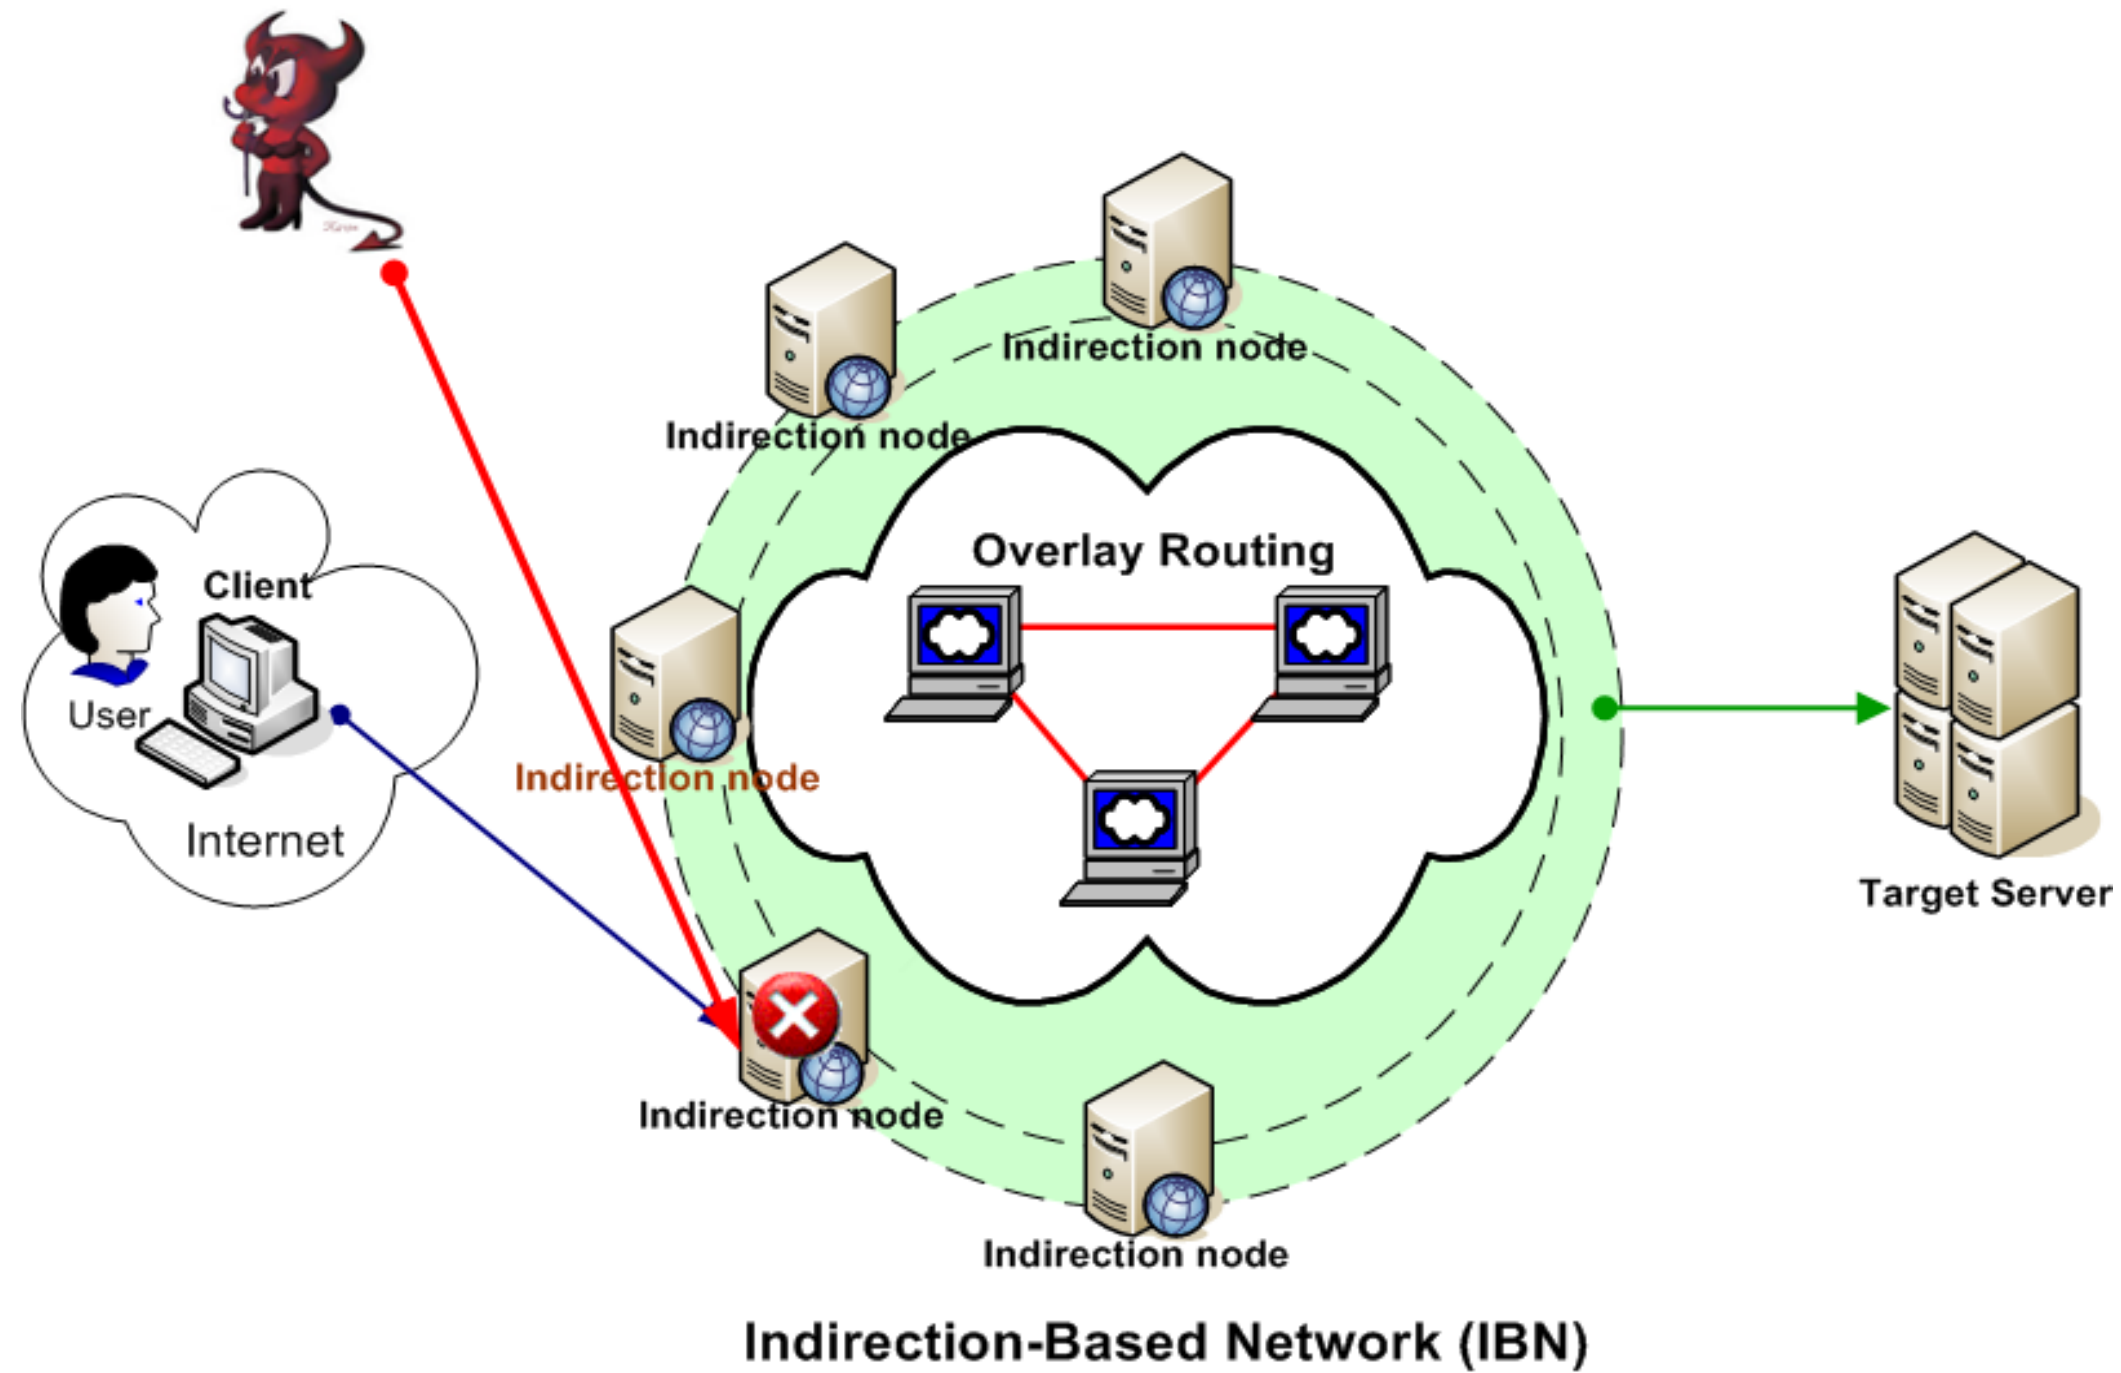 Indirection node
Indirection node
Overlay Routing
Client
User
Indirection node
Internet
Target Server
Indirection node
Indirection node
Indirection-Based Network (IBN)